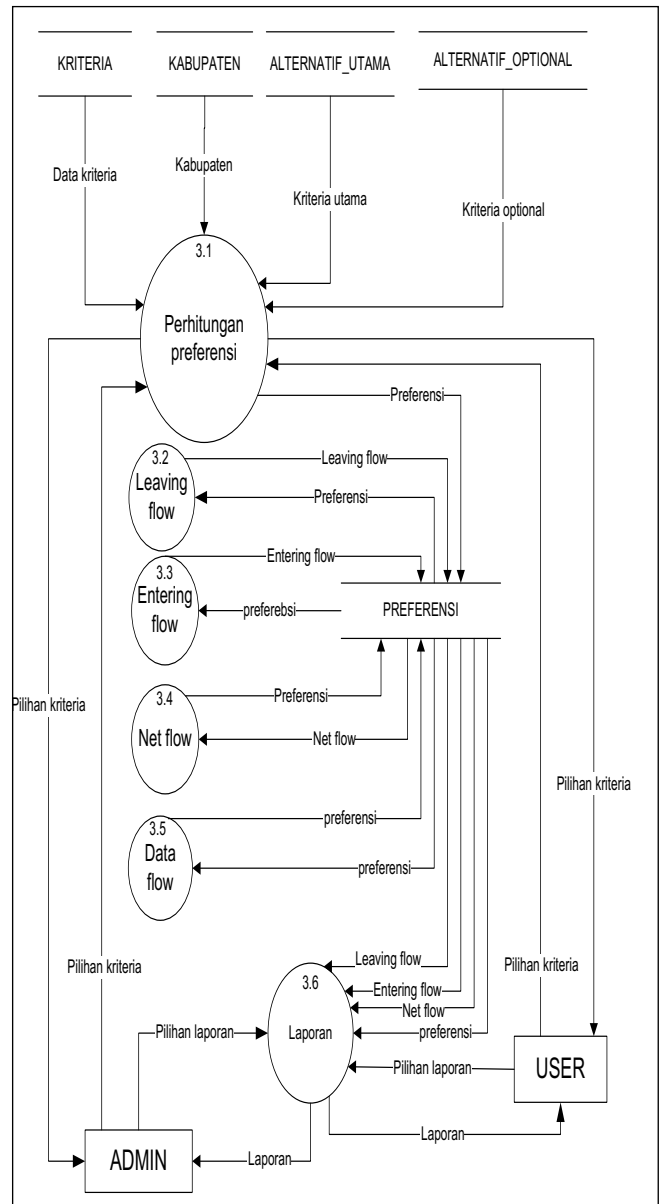 KRITERIA
KABUPATEN
ALTERNATIF_UTAMA
ALTERNATIF_OPTIONAL
Data kriteria
Kabupaten
Kriteria utama
Kriteria optional
3.1
Perhitungan
preferensi
Preferensi
3.2
Leaving
flow
Leaving flow
Preferensi
3.3
Entering
flow
Entering flow
preferebsi
PREFERENSI
3.4
Net flow
Preferensi
Net flow
Pilihan kriteria
Pilihan kriteria
3.5
Data
flow
preferensi
preferensi
Pilihan kriteria
Pilihan kriteria
Leaving flow
3.6
Laporan
Entering flow
Net flow
preferensi
Pilihan laporan
Pilihan laporan
USER
ADMIN
Laporan
Laporan